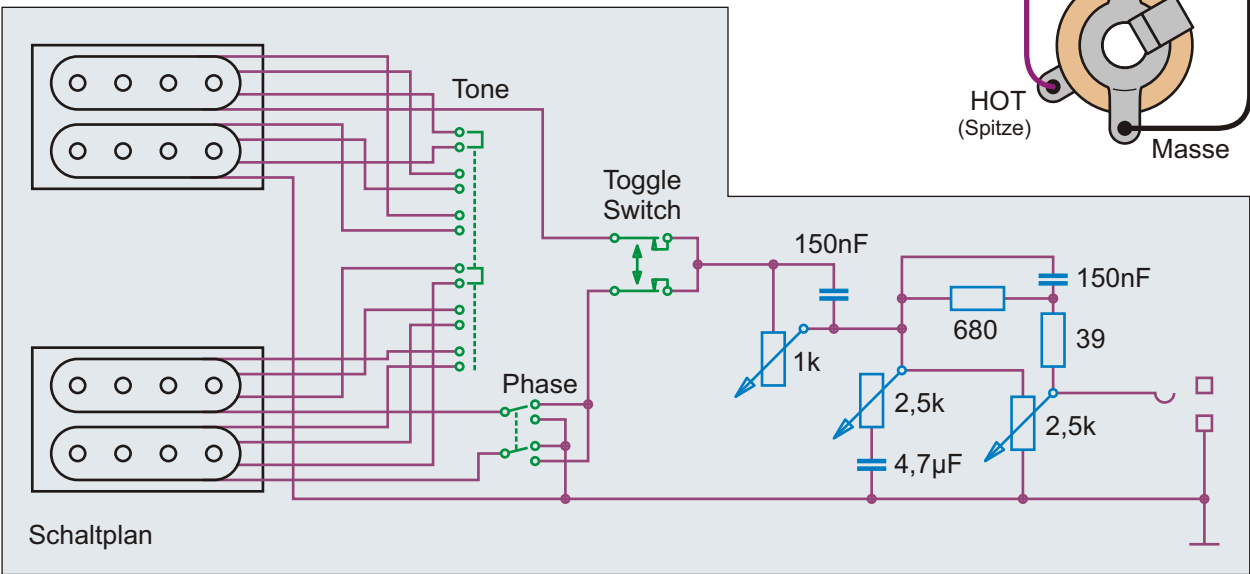 HOT
(Spitze)
Masse
Tone
Toggle
Switch
150nF
150nF
680
39
1k
Phase
2,5k
2,5k
4,7µF
Schaltplan